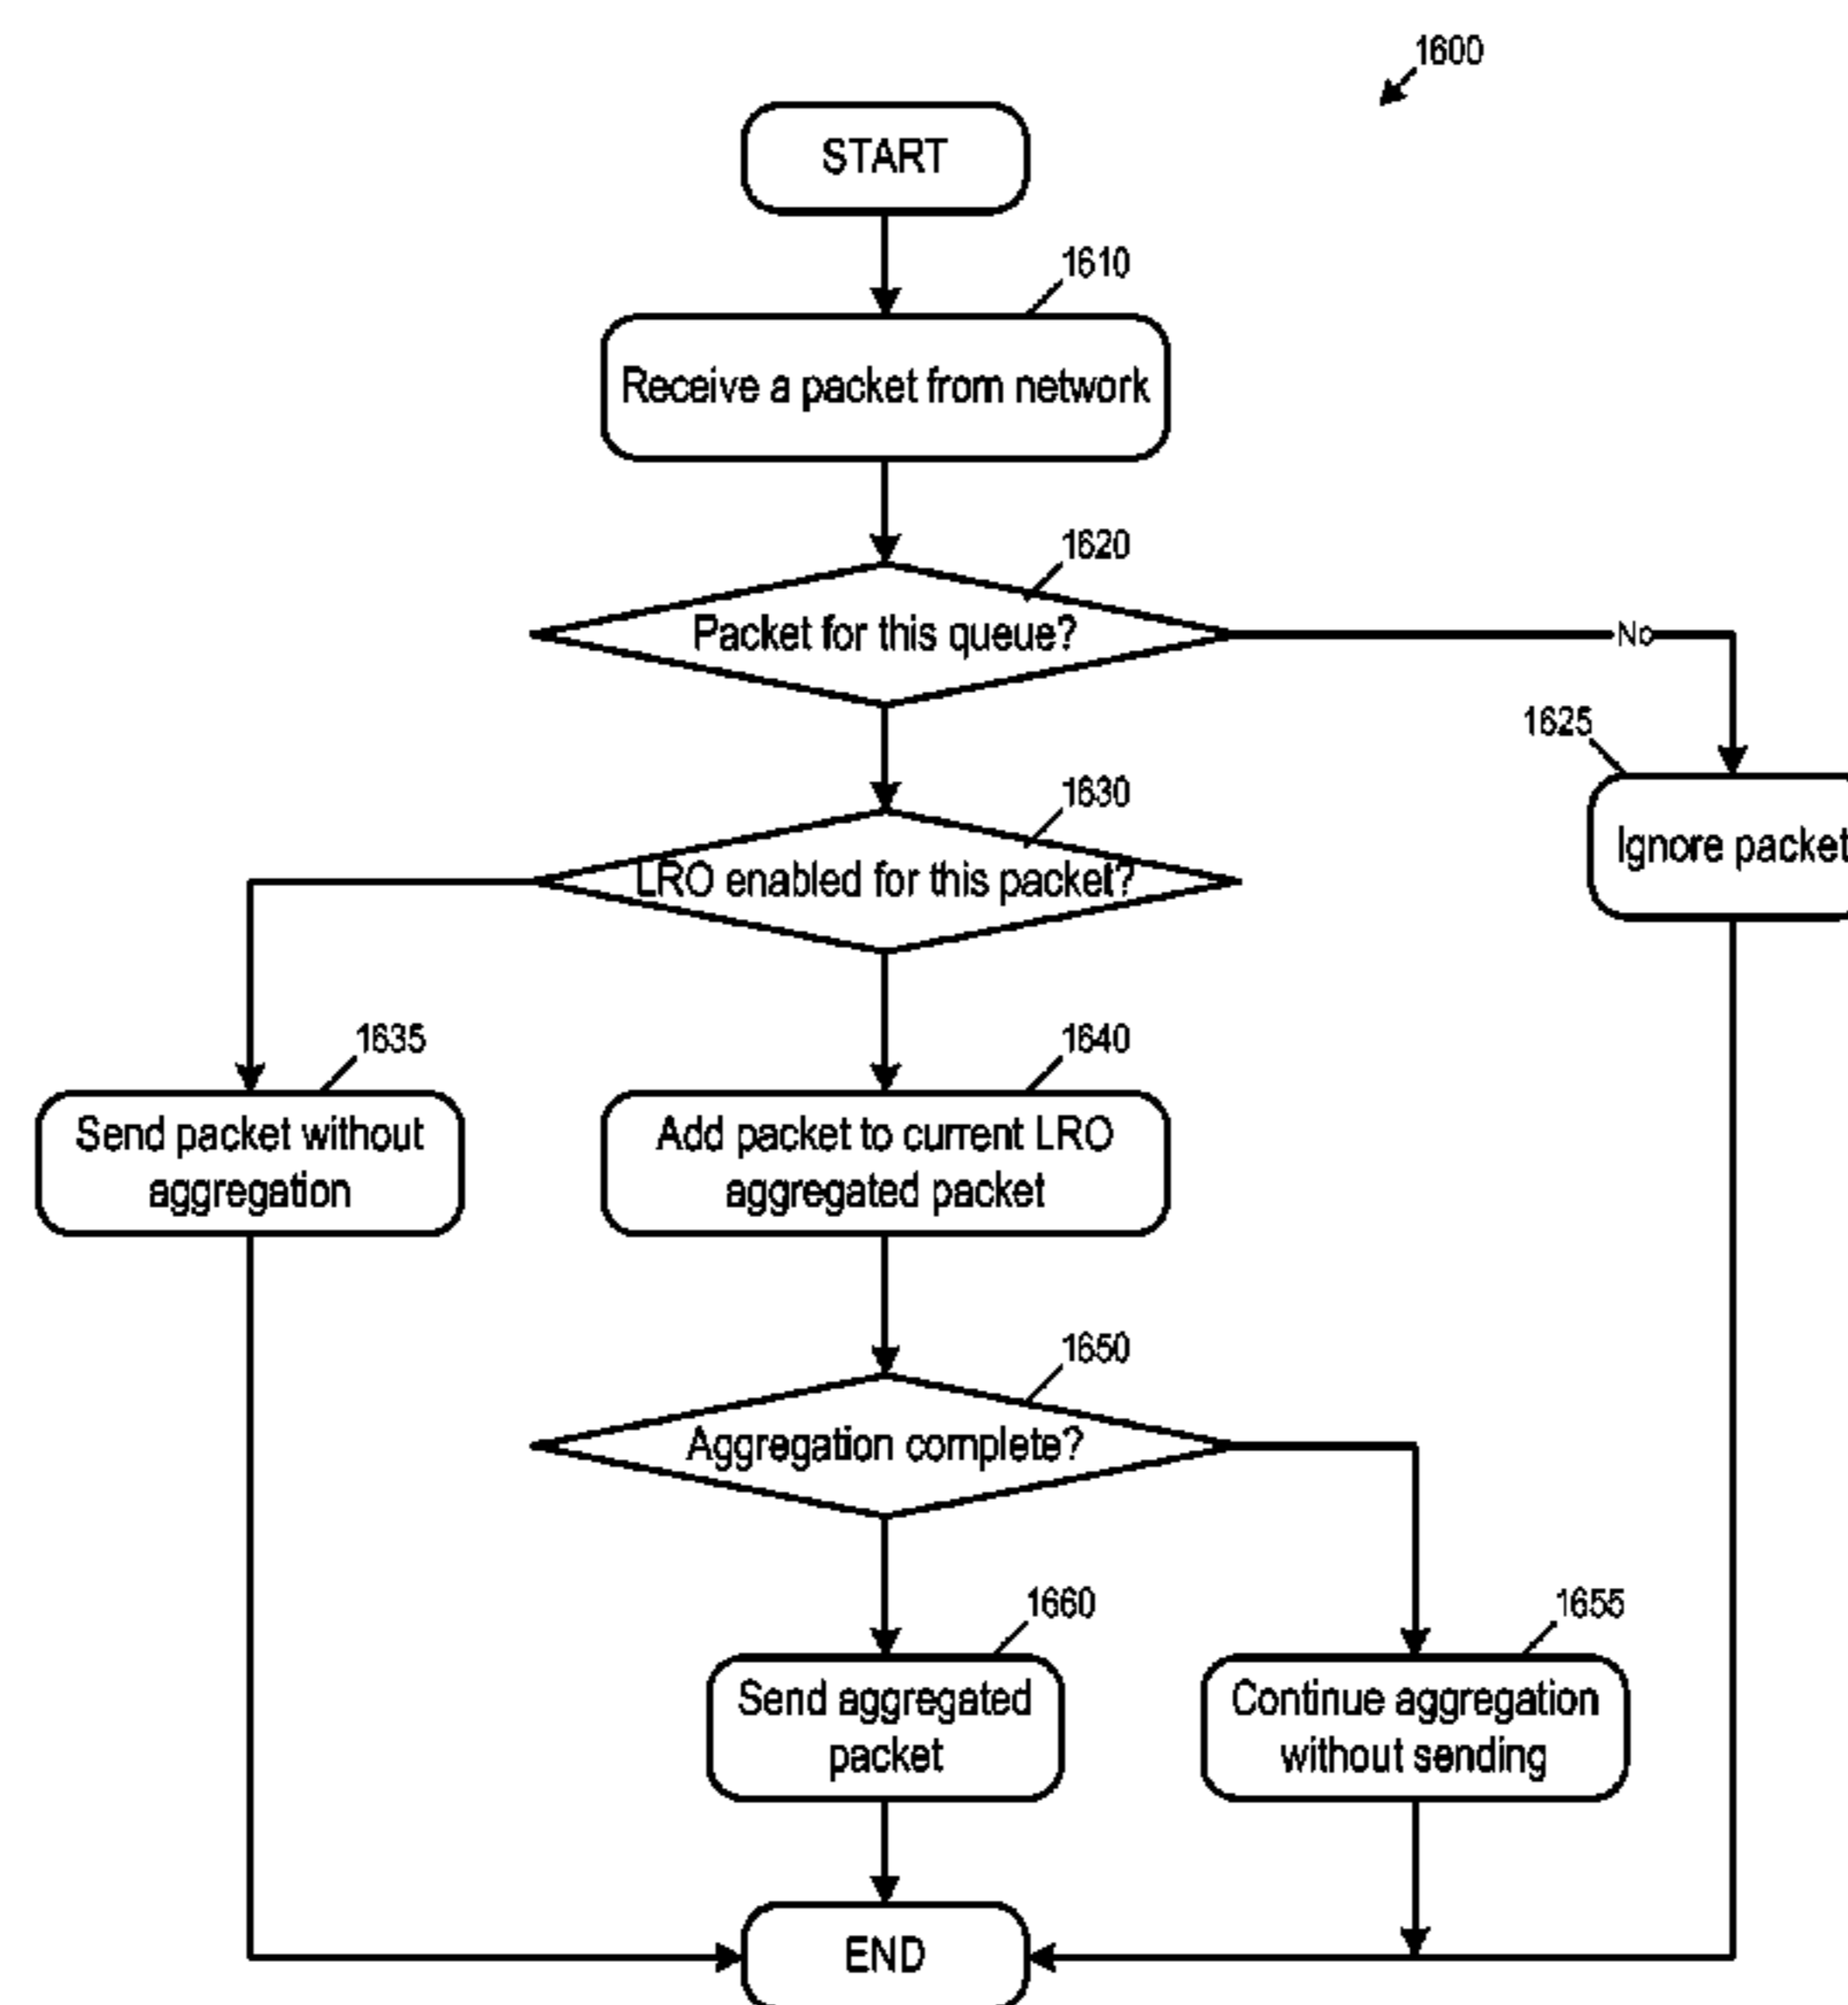 1600
START
1610
Receive a packet from network
1620
Packet for this queue?
No
1625
Ignore packet
1630
LRO enabled for this packet?
1635
Send packet without
aggregation
1640
Add packet to current LRO
aggregated packet
1650
Aggregation complete?
1660
Send aggregated
packet
1655
Continue aggregation
without sending
END